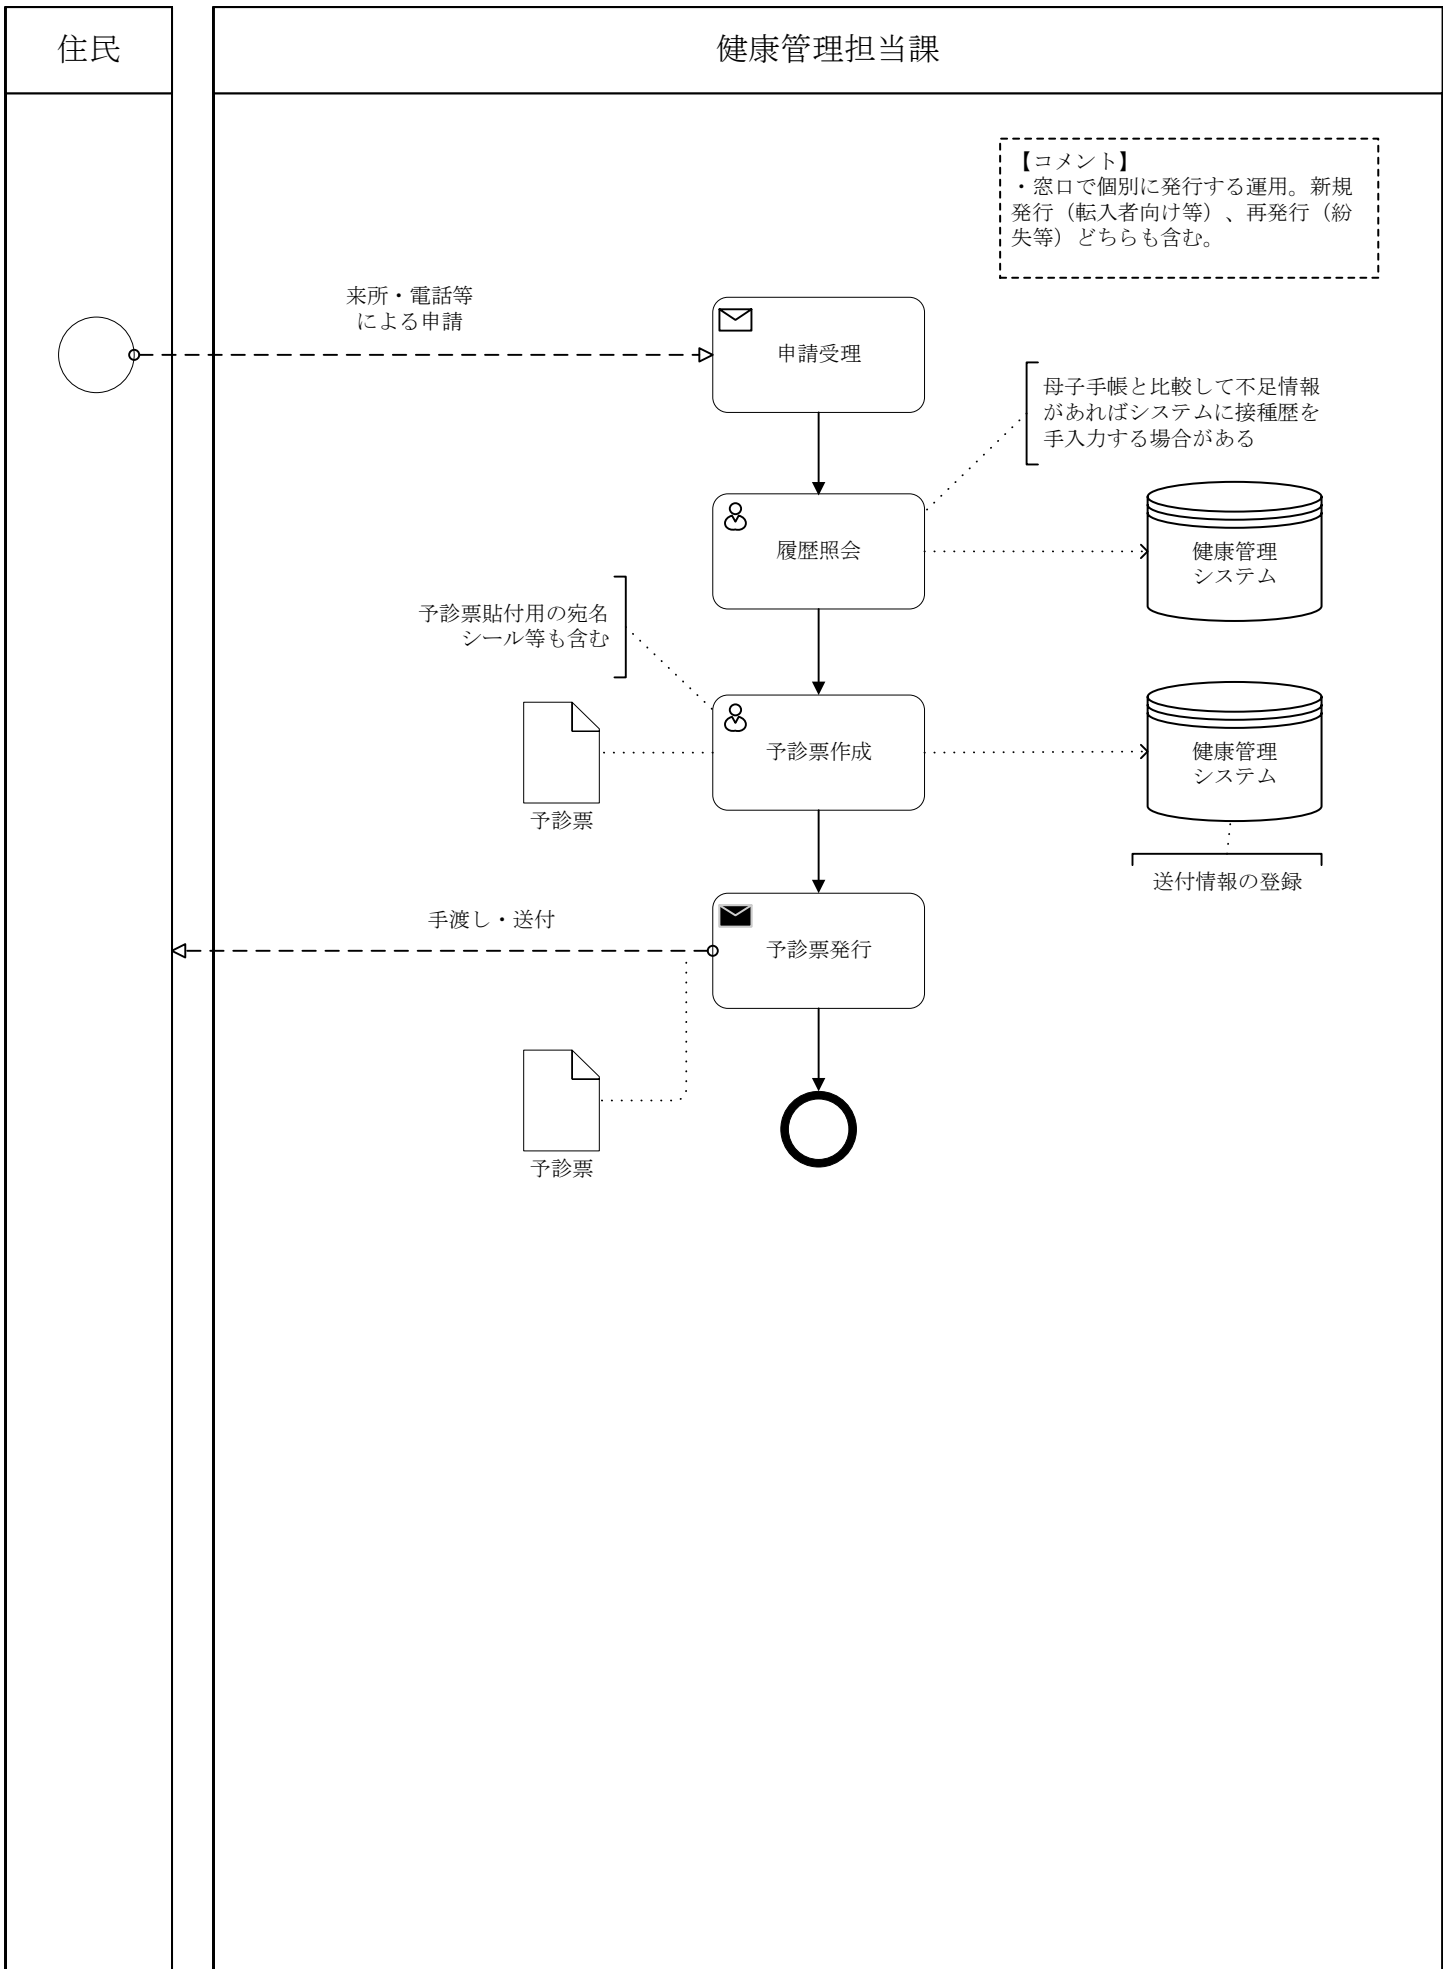 住民
健康管理担当課
【コメント】
・窓口で個別に発行する運用。新規
発行（転入者向け等）、再発行（紛
失等）どちらも含む。
来所・電話等
による申請
申請受理
母子手帳と比較して不足情報
があればシステムに接種歴を
手入力する場合がある
履歴照会
健康管理
システム
予診票貼付用の宛名
シール等も含む
予診票作成
健康管理
システム
予診票
送付情報の登録
手渡し・送付
予診票発行
予診票